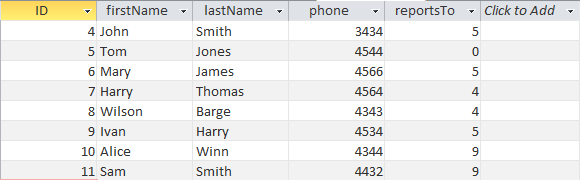 ID firstName lastName phone reportsTo Click to Add
4 John Smith 3434 5
5 Tom Jones 4544 0
6 Mary James 4566 5
7 Harry Thomas 4564 4
8 Wilson Barge 4343 4
9 Ivan Harry 4534 5
10 Alice Winn 4344 9
11 Sam Smith 4432 9